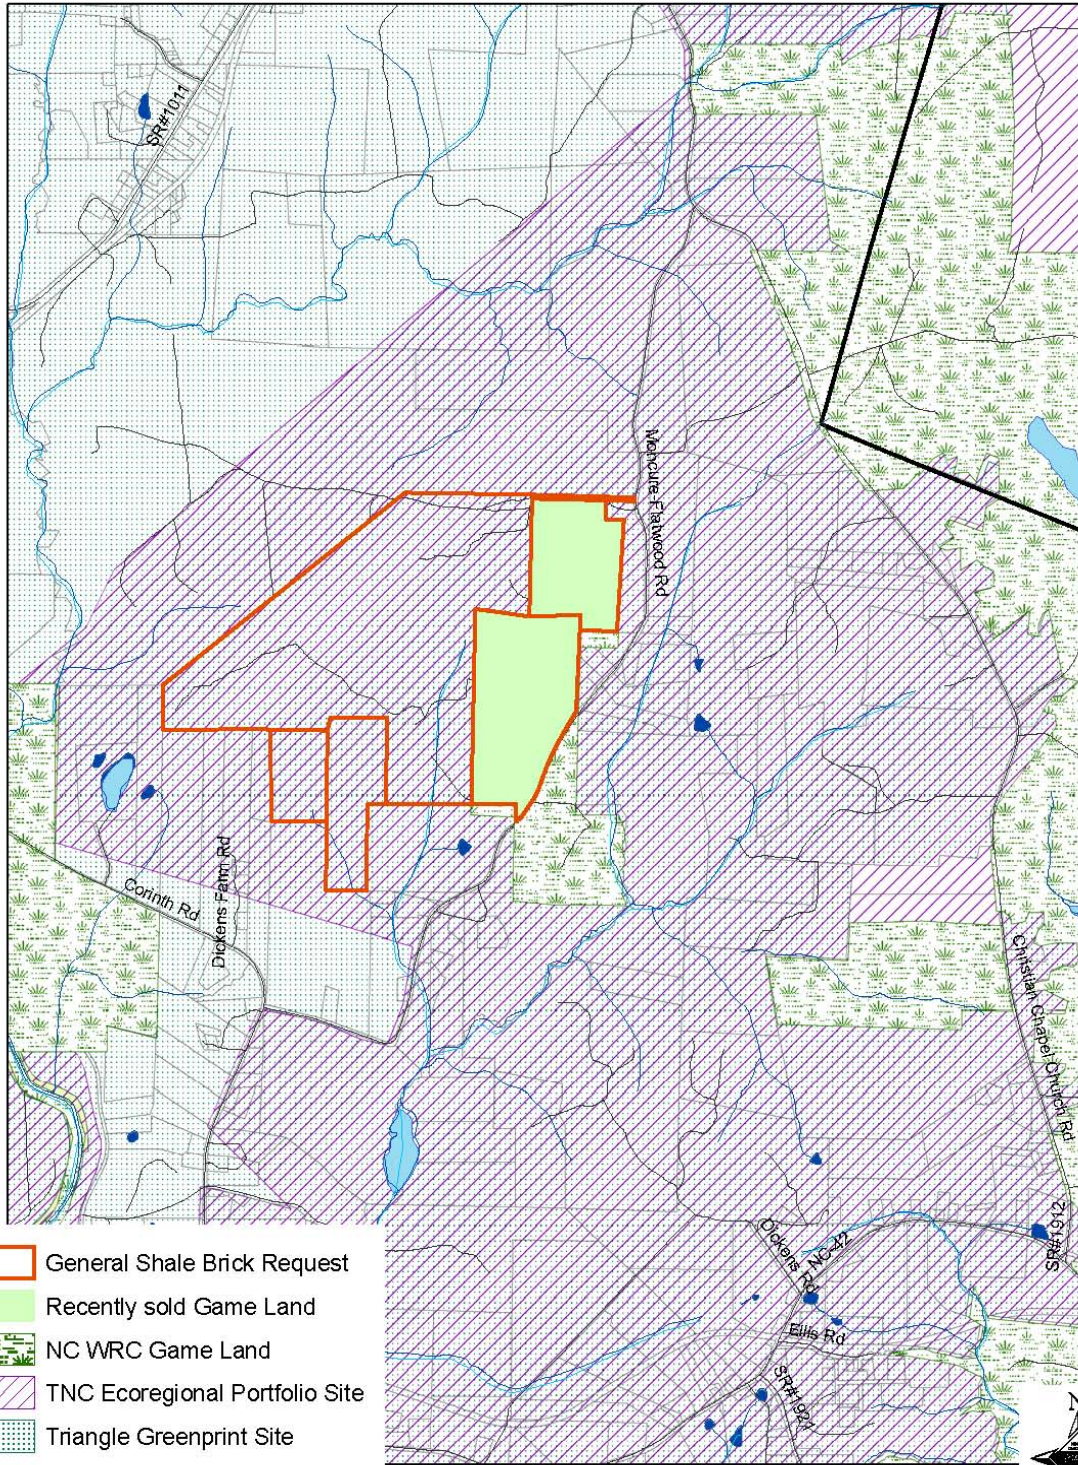 SR#1011
Moncure-Flatwood Rd
Corinth Rd
Dickens Farm Rd
Christian Chapel Church Rd
SR#1912
Dickens Rd
NC-42
Ellis Rd
SR#1921
General Shale Brick Request
Recently sold Game Land
NC WRC Game Land
TNC Ecoregional Portfolio Site
Triangle Greenprint Site
N